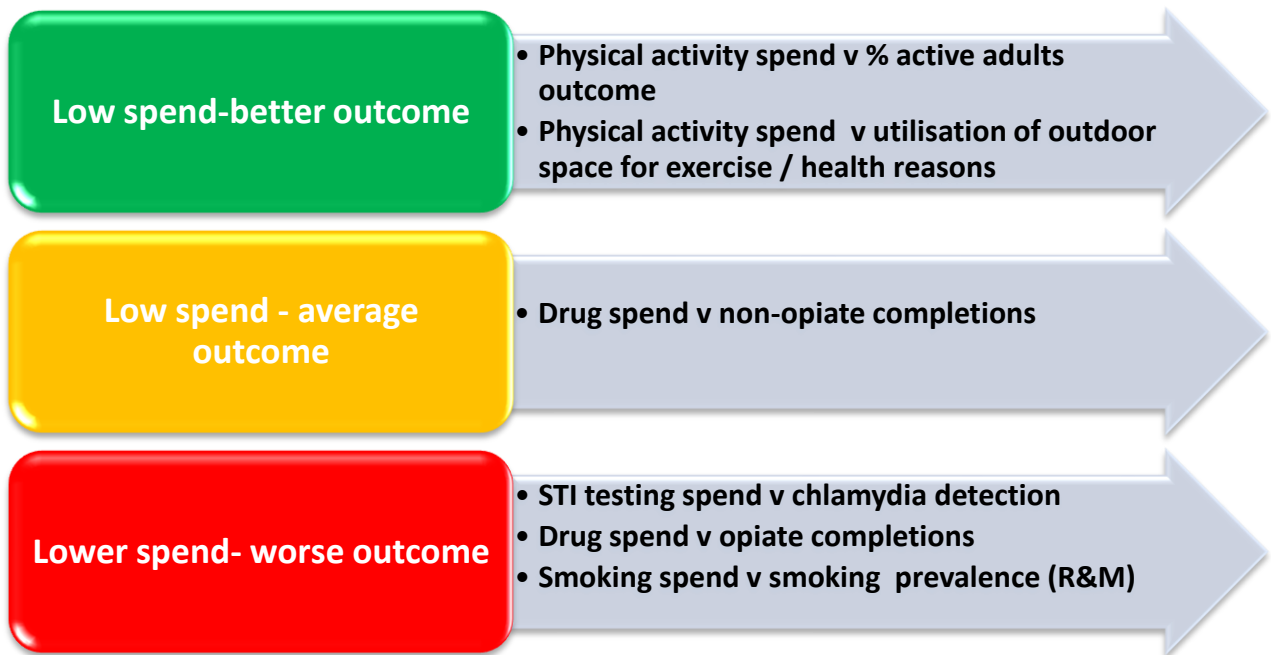 Low spend-better outcome
• Physical activity spend v % active adults
outcome
• Physical activity spend  v utilisation of outdoor
space for exercise / health reasons
Low spend - average
outcome
• Drug spend v non-opiate completions
Lower spend- worse outcome
• STI testing spend v chlamydia detection
• Drug spend v opiate completions
• Smoking spend v smoking  prevalence (R&M)